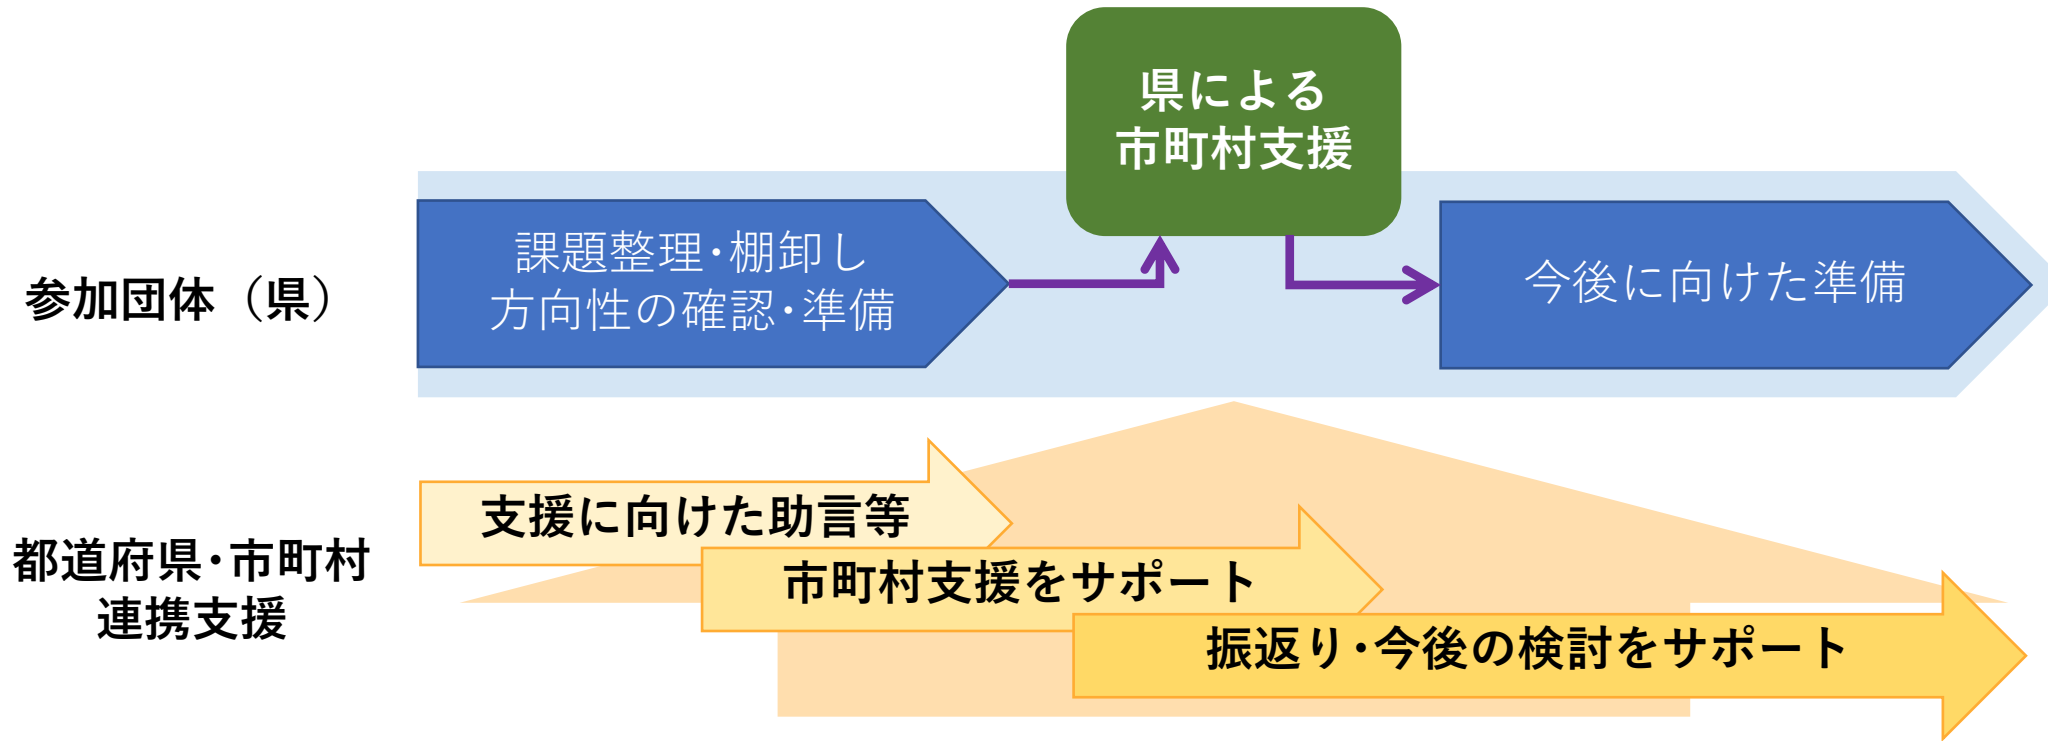 県による
市町村支援
参加団体（県）
課題整理･棚卸し
方向性の確認･準備
今後に向けた準備
都道府県･市町村
連携支援
支援に向けた助言等
市町村支援をサポート
振返り･今後の検討をサポート